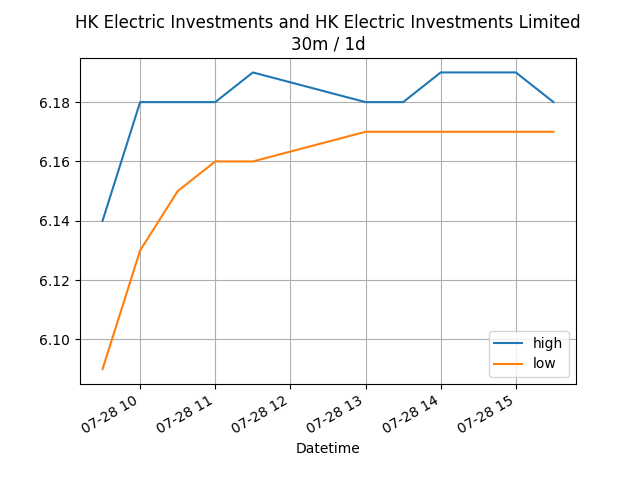 HK Electric Investments and HK Electric Investments Limited
30m / 1d
6.18
6.16
6.14
6.12
6.10
high
low
07-28 10
07-28 11
07-28 12
07-28 13
07-28 14
07-28 15
Datetime